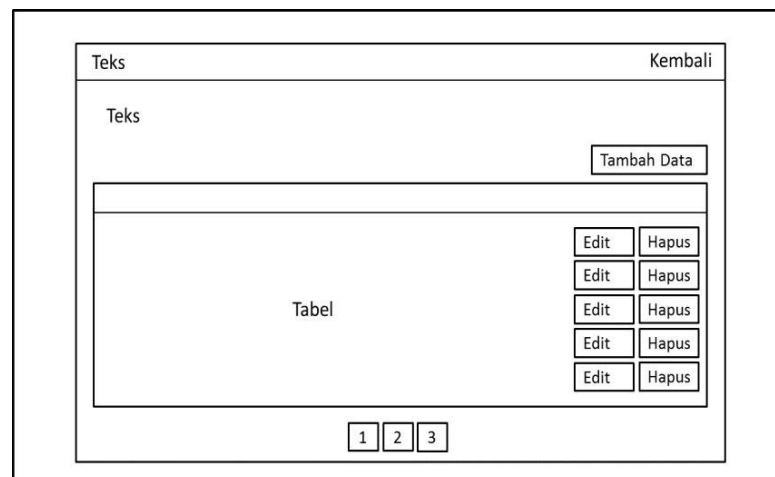 Teks Kembali
Teks
Tambah Data
Edit Hapus
Edit Hapus
Tabel Edit Hapus
Edit Hapus
Edit Hapus
1 2 3